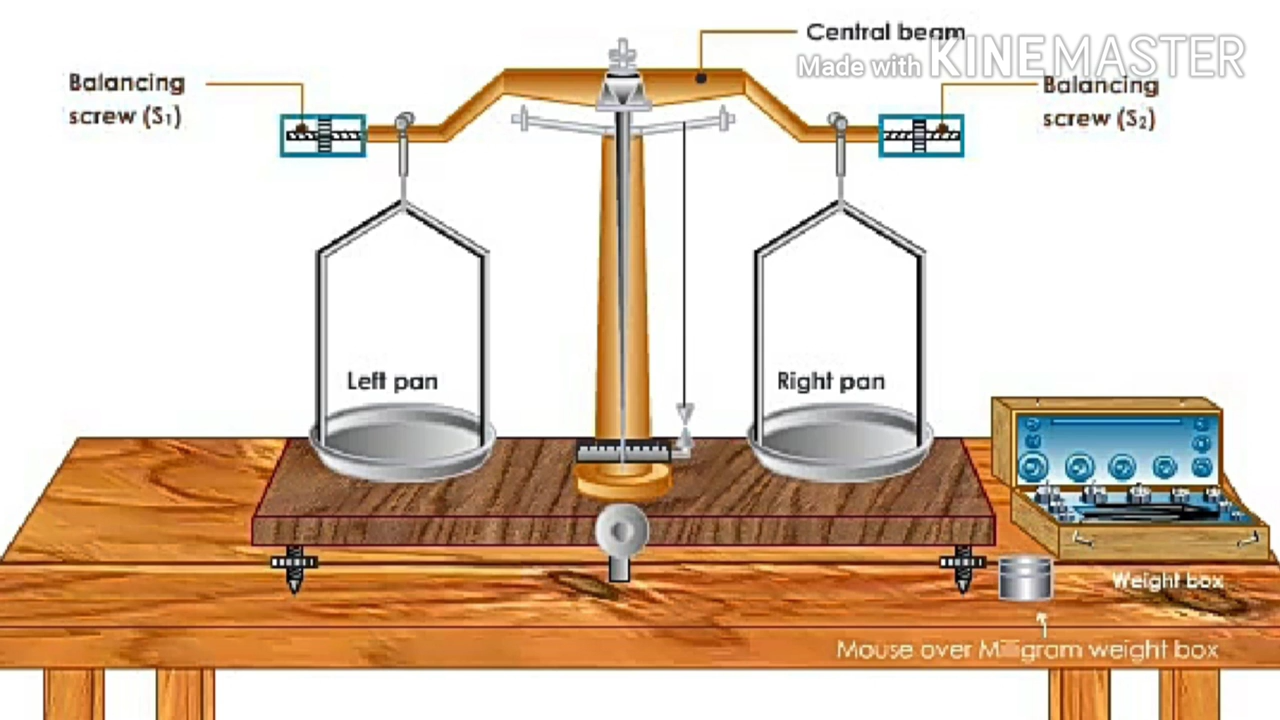 Central beam
Made with KINEMASTER
Balancing
screw (S₁)
Balancing
screw (S₂)
Left pan
Right pan
Weight box
Mouse over Milligram weight box